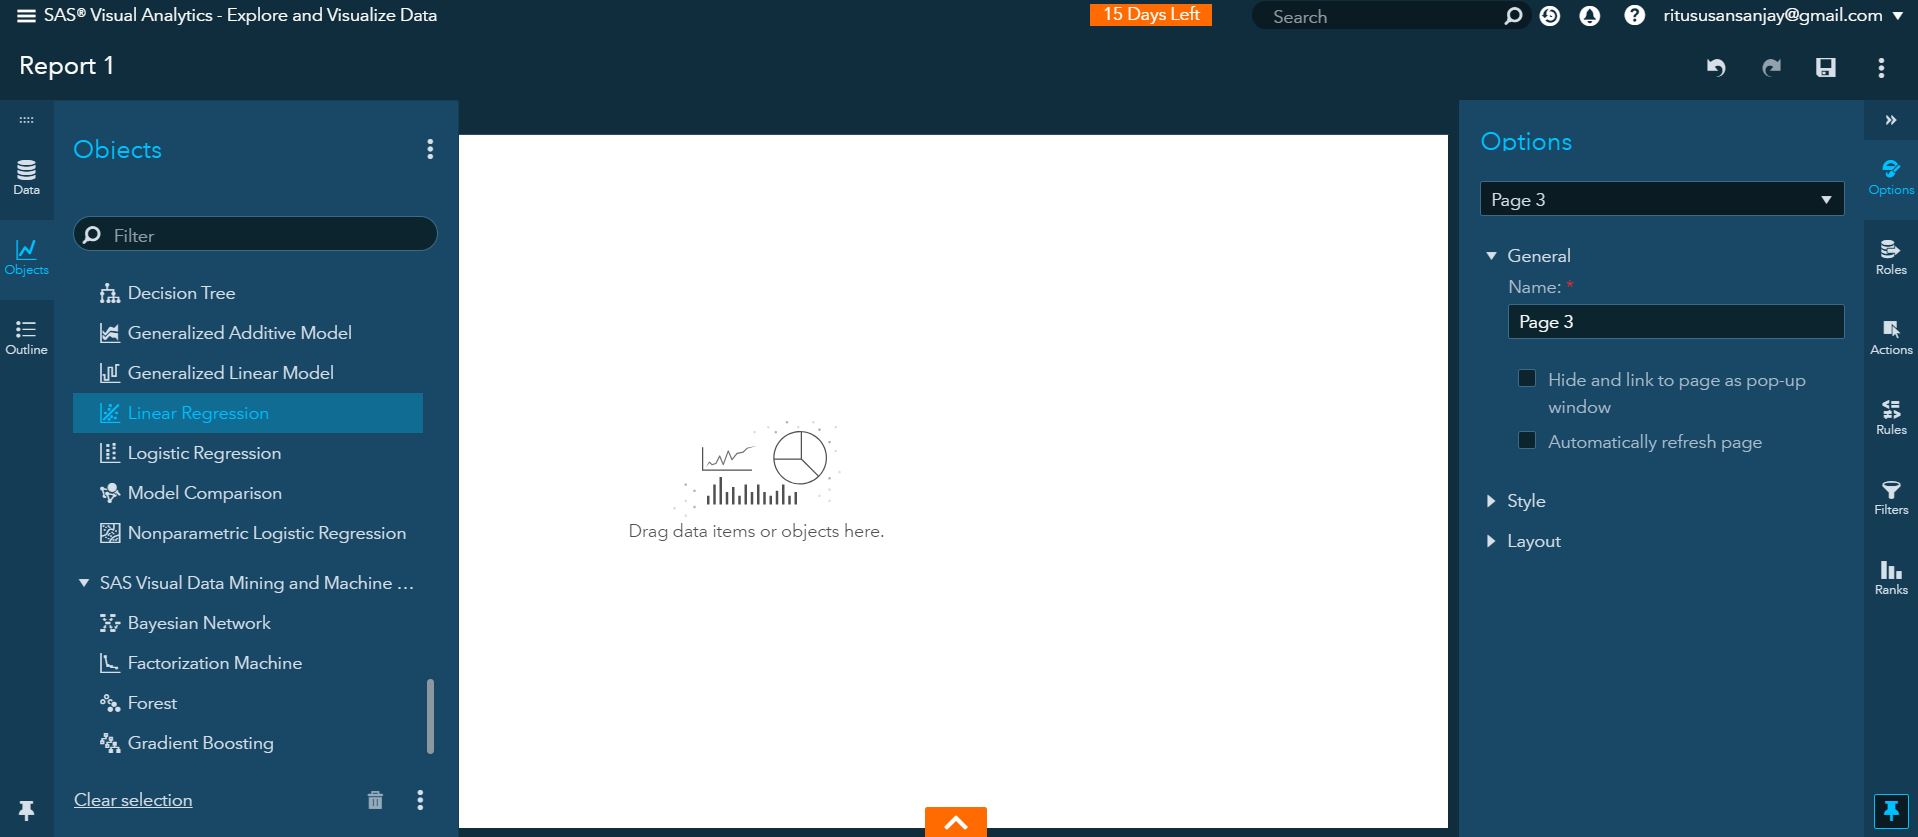 SAS® Visual Analytics - Explore and Visualize Data
15 Days Left
Search
ritususansanjay@gmail.com
Report 1
Data
Objects
Outline
Objects
Filter
Decision Tree
Generalized Additive Model
Generalized Linear Model
Linear Regression
Logistic Regression
Model Comparison
Nonparametric Logistic Regression
SAS Visual Data Mining and Machine ...
Bayesian Network
Factorization Machine
Forest
Gradient Boosting
Clear selection
Drag data items or objects here.
Options
Page 3
General
Name: *
Page 3
Hide and link to page as pop-up
window
Automatically refresh page
Style
Layout
Options
Roles
Actions
Rules
Filters
Ranks